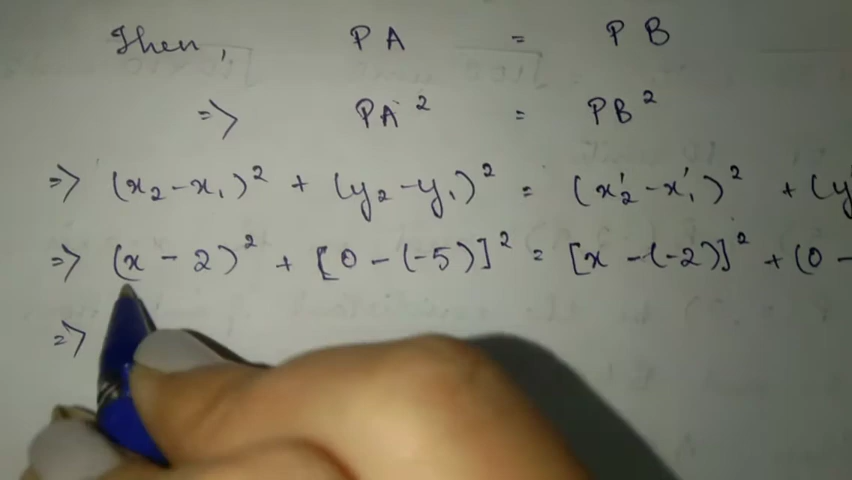 Then, PA = PB
=> PA² = PB²
=> (x₂-x₁)² + (y₂-y₁)² = (x'₂-x'₁)² + (y'
=> (x-2)² + [0-(-5)]² = [x-(-2)]² + (0-
=>